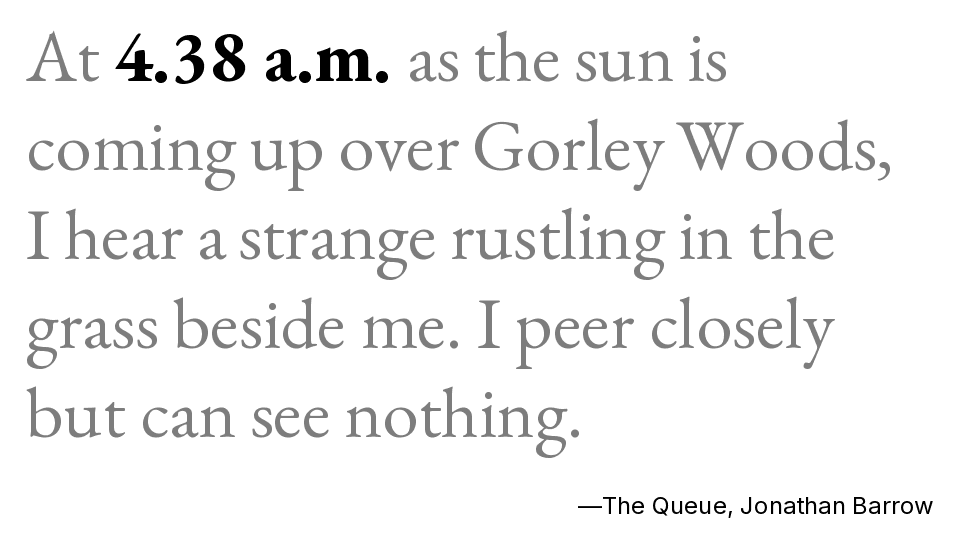 At 4.38 a.m. as the sun is
coming up over Gorley Woods,
I hear a strange rustling in the
grass beside me. I peer closely
but can see nothing.
—The Queue, Jonathan Barrow